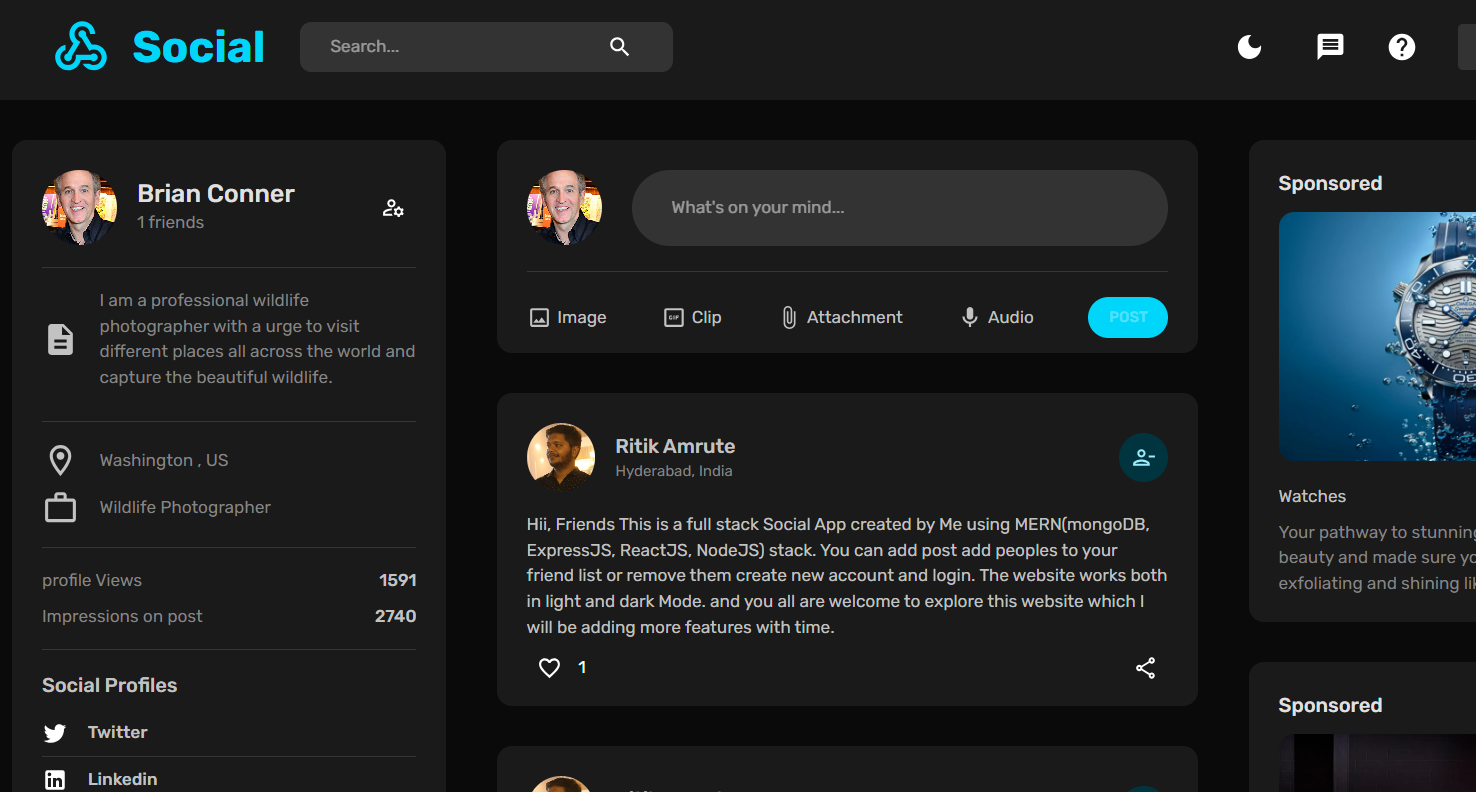 Social
Search...
Brian Conner
1 friends
I am a professional wildlife
photographer with a urge to visit
different places all across the world and
capture the beautiful wildlife.
Washington , US
Wildlife Photographer
profile Views 1591
Impressions on post 2740
Social Profiles
Twitter
Linkedin
What's on your mind...
Image
GIF
Clip
Attachment
Audio
POST
Ritik Amrute
Hyderabad, India
Hii, Friends This is a full stack Social App created by Me using MERN(mongoDB,
ExpressJS, ReactJS, NodeJS) stack. You can add post add peoples to your
friend list or remove them create new account and login. The website works both
in light and dark Mode. and you all are welcome to explore this website which I
will be adding more features with time.
1
Sponsored
Watches
Your pathway to stunning
beauty and made sure yo
exfoliating and shining lik
Sponsored